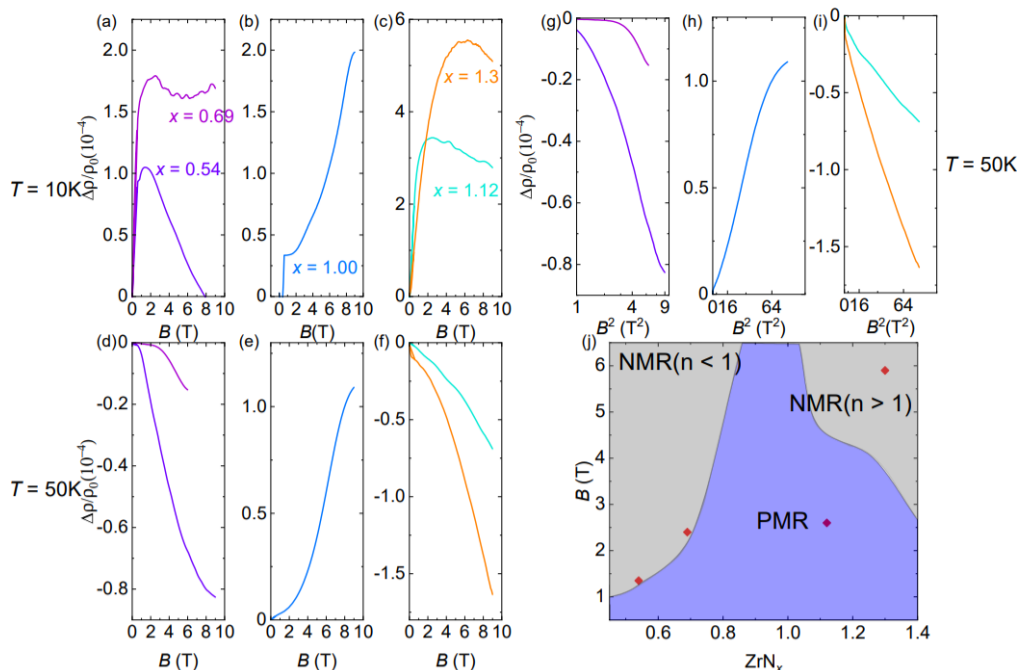 (a)
Δρ/ρ₀(10⁻⁴)
2.0
1.5
1.0
0.5
0
x = 0.69
x = 0.54
0 2 4 6 8 10
B (T)
T = 10K
(b)
2.0
1.5
1.0
0.5
0
x = 1.00
0 2 4 6 8 10
B(T)
(c)
6
4
2
0
x = 1.3
x = 1.12
0 2 4 6 8 10
B (T)
(g)
Δρ/ρ₀(10⁻⁴)
0
-0.2
-0.4
-0.6
-0.8
1 4 9
B² (T²)
(h)
1.0
0.5
0
016 64
B² (T²)
(i)
0
-0.5
-1.0
-1.5
016 64
B²(T²)
T = 50K
(d)
Δρ/ρ₀(10⁻⁴)
0
-0.2
-0.4
-0.6
-0.8
0 2 4 6 8 10
B (T)
T = 50K
(e)
1.0
0.5
0
0 2 4 6 8 10
B (T)
(f)
0
-0.5
-1.0
-1.5
0 2 4 6 8 10
B (T)
(j)
B (T)
6
5
4
3
2
1
NMR(n < 1)
NMR(n > 1)
PMR
0.6 0.8 1.0 1.2 1.4
ZrNₓ